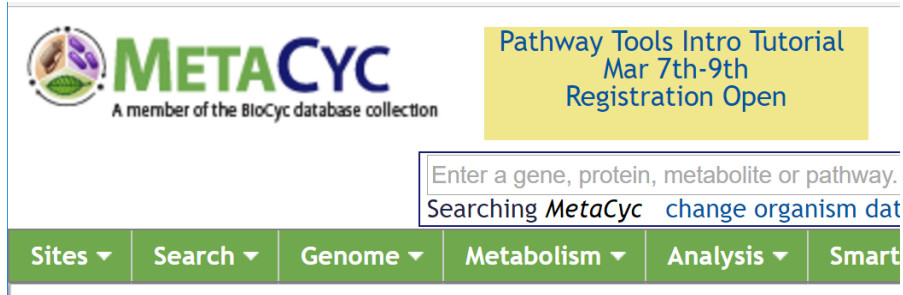 METACYC
A member of the BioCyc database collection
Pathway Tools Intro Tutorial
Mar 7th-9th
Registration Open
Enter a gene, protein, metabolite or pathway.
Searching MetaCyc change organism dat
Sites Search Genome Metabolism Analysis Smart